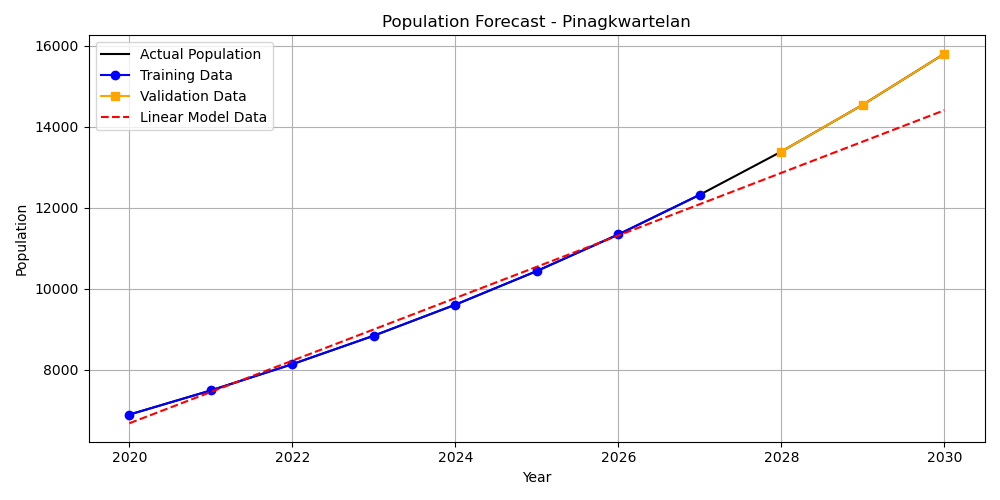 Population Forecast - Pinagkwartelan
Actual Population
Training Data
Validation Data
Linear Model Data
Population
16000
14000
12000
10000
8000
2020 2022 2024 2026 2028 2030
Year